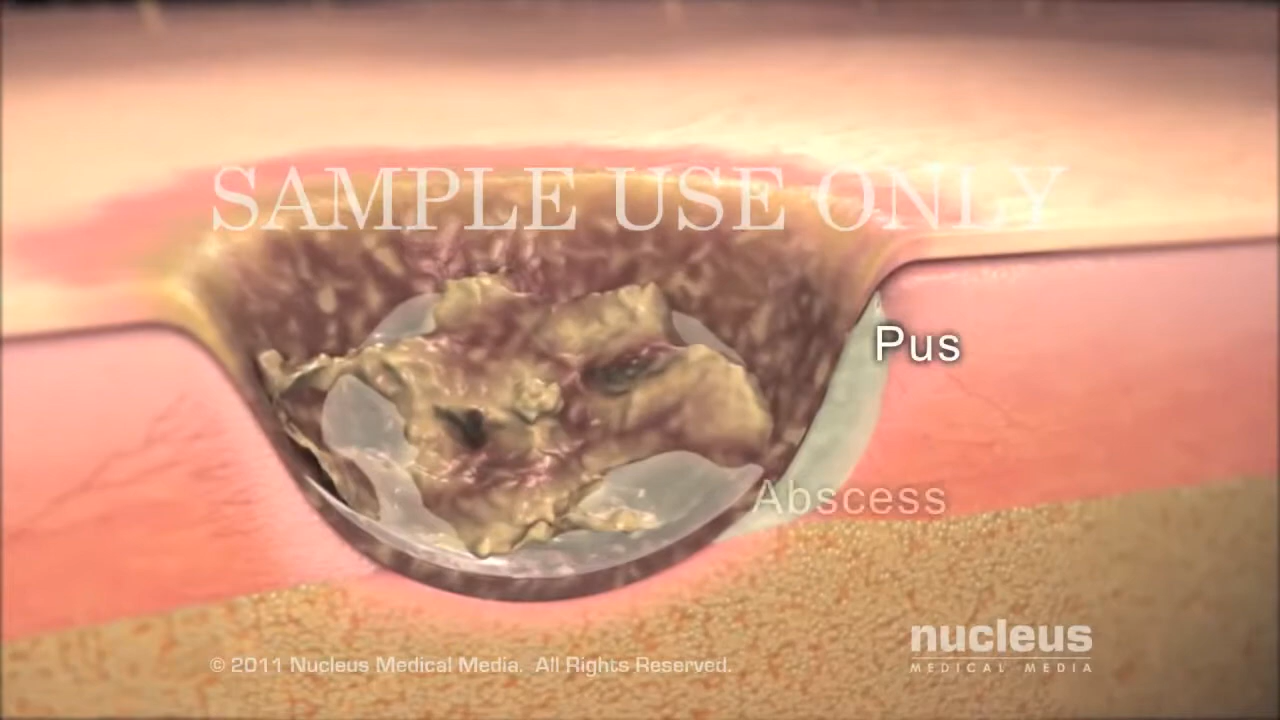 SAMPLE USE ONLY
Pus
Abscess
nucleus
MEDICAL MEDIA
© 2011 Nucleus Medical Media. All Rights Reserved.